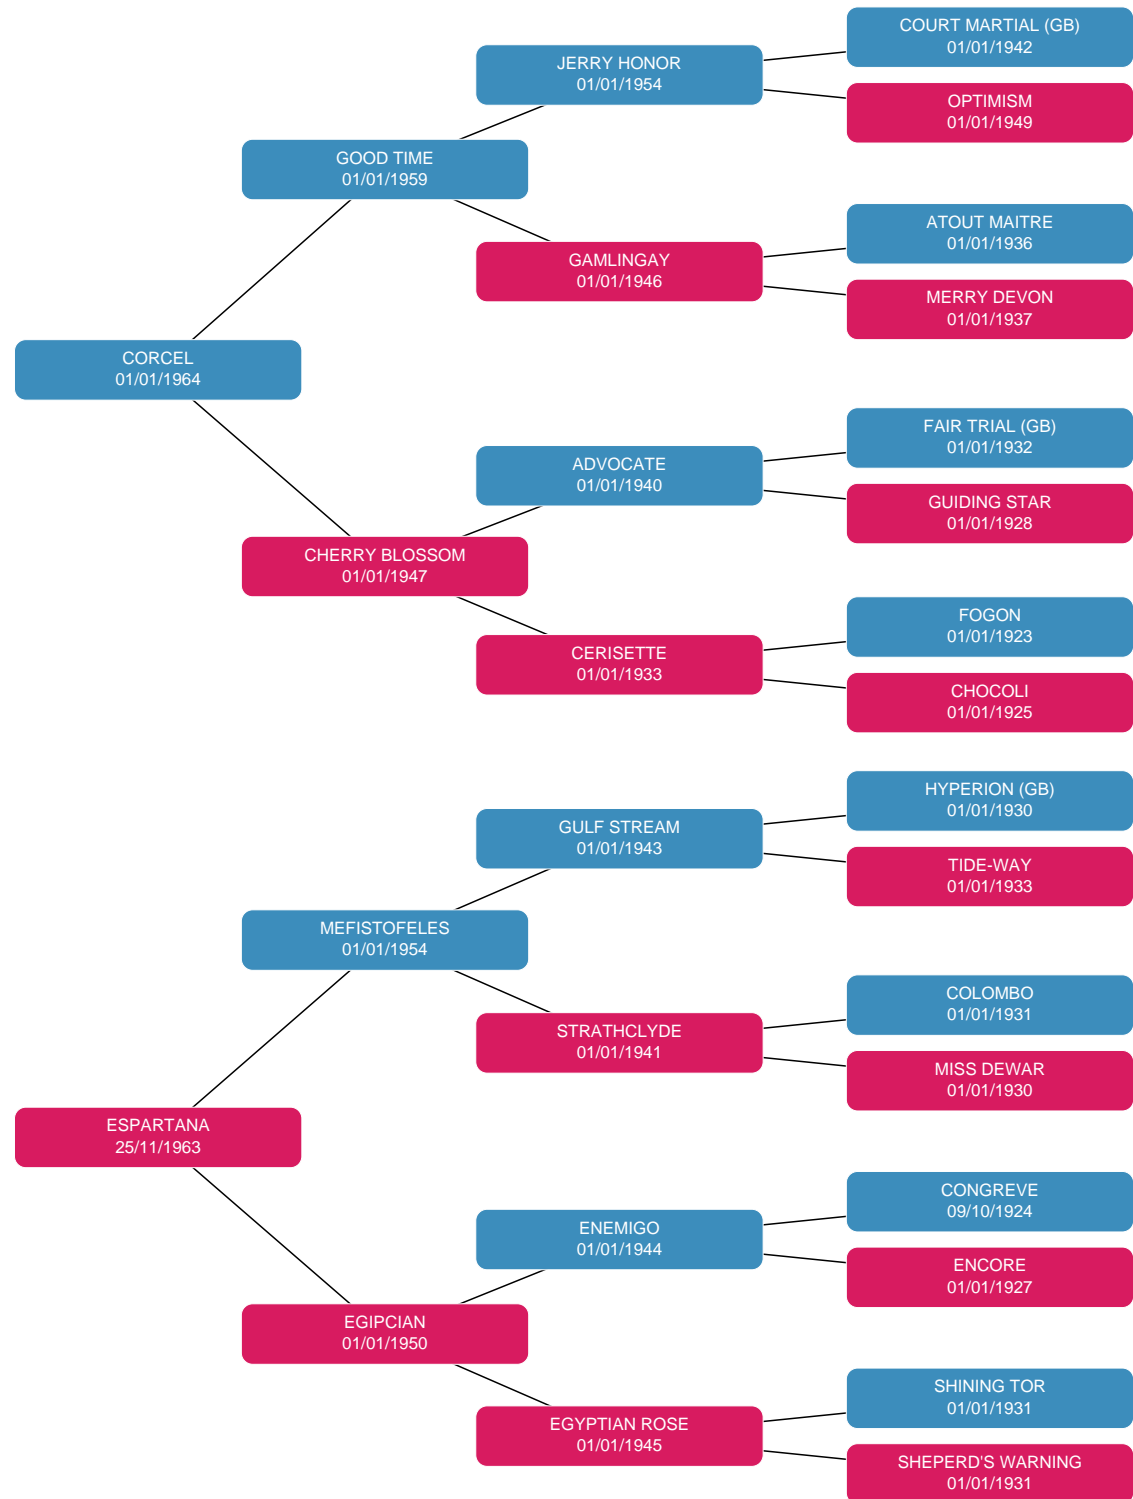 COURT MARTIAL (GB)
01/01/1942
JERRY HONOR
01/01/1954
OPTIMISM
01/01/1949
GOOD TIME
01/01/1959
ATOUT MAITRE
01/01/1936
GAMLINGAY
01/01/1946
MERRY DEVON
01/01/1937
CORCEL
01/01/1964
FAIR TRIAL (GB)
01/01/1932
ADVOCATE
01/01/1940
GUIDING STAR
01/01/1928
CHERRY BLOSSOM
01/01/1947
FOGON
01/01/1923
CERISETTE
01/01/1933
CHOCOLI
01/01/1925
HYPERION (GB)
01/01/1930
GULF STREAM
01/01/1943
TIDE-WAY
01/01/1933
MEFISTOFELES
01/01/1954
COLOMBO
01/01/1931
STRATHCLYDE
01/01/1941
MISS DEWAR
01/01/1930
ESPARTANA
25/11/1963
CONGREVE
09/10/1924
ENEMIGO
01/01/1944
ENCORE
01/01/1927
EGIPCIAN
01/01/1950
SHINING TOR
01/01/1931
EGYPTIAN ROSE
01/01/1945
SHEPERD'S WARNING
01/01/1931